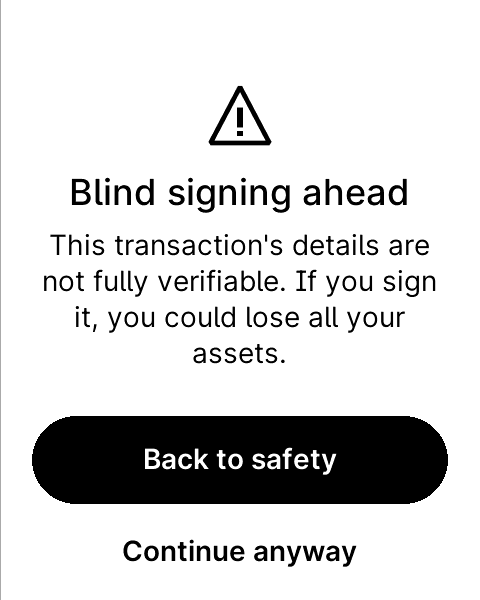 Blind signing ahead
This transaction's details are
not fully verifiable. If you sign
it, you could lose all your
assets.
Back to safety
Continue anyway